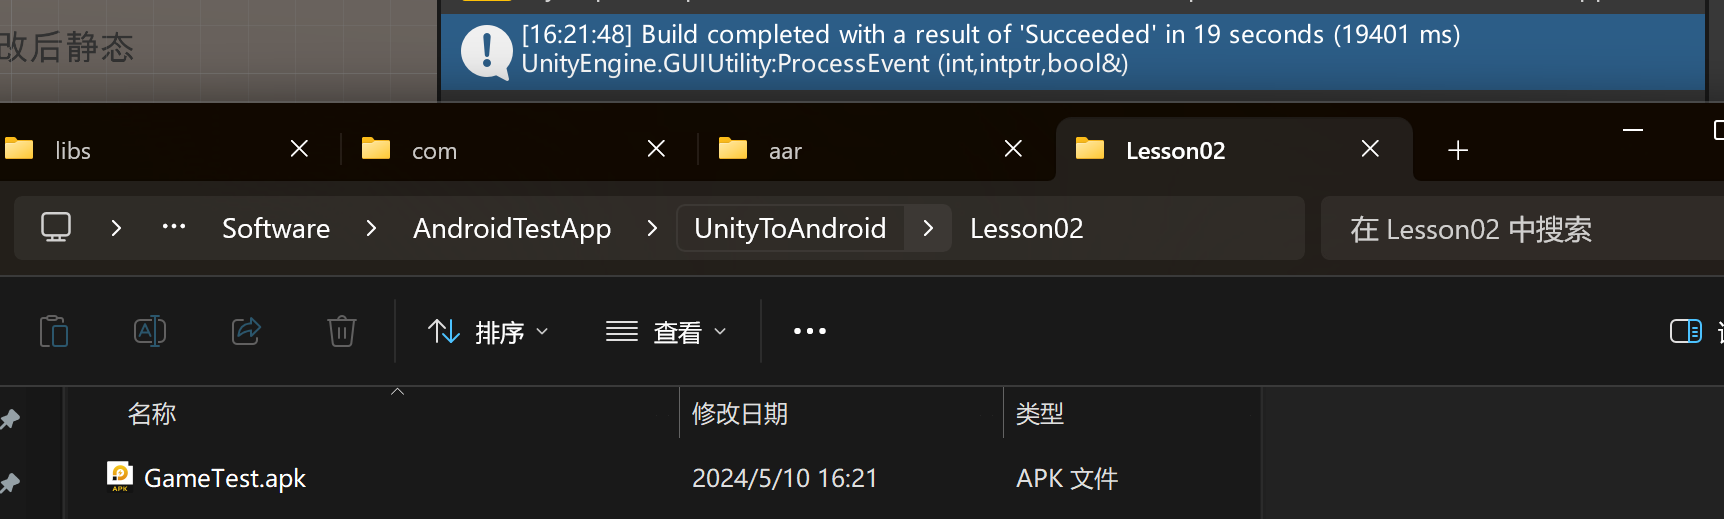 改后静态
[16:21:48] Build completed with a result of 'Succeeded' in 19 seconds (19401 ms)
UnityEngine.GUIUtility:ProcessEvent (int,intptr,bool&)
libs
com
aar
Lesson02
Software
AndroidTestApp
UnityToAndroid
Lesson02
在 Lesson02 中搜索
排序
查看
名称
修改日期
类型
GameTest.apk
2024/5/10 16:21
APK 文件